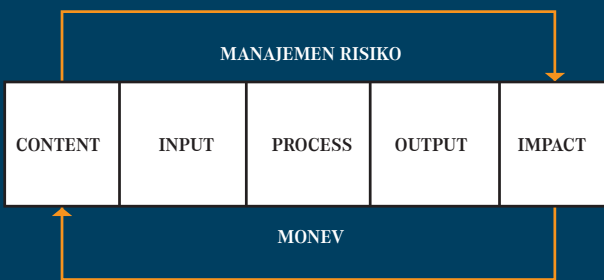 MANAJEMEN RISIKO
CONTENT INPUT PROCESS OUTPUT IMPACT
MONEV